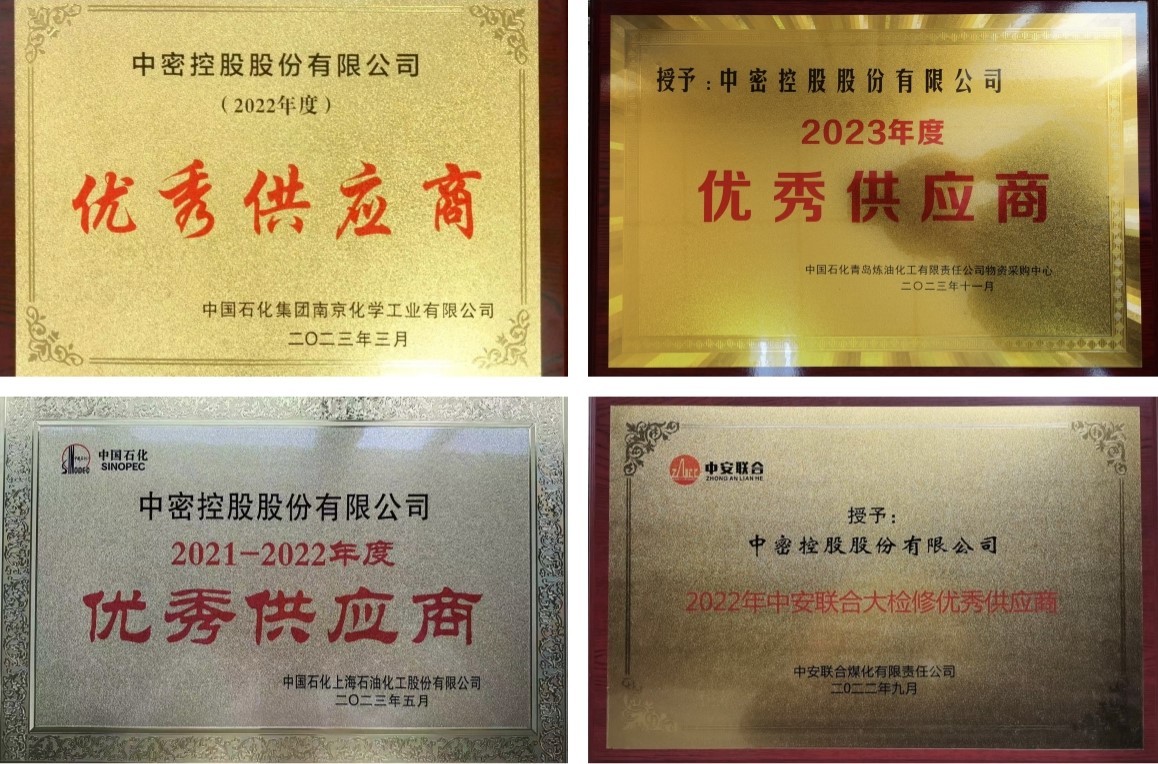 中密控股股份有限公司
（2022年度）
优秀供应商
中国石化集团南京化学工业有限公司
二〇二三年三月
授予：中密控股股份有限公司
2023年度
优秀供应商
中国石化青岛炼油化工有限责任公司物资采购中心
二〇二三年十一月
中国石化
SINOPEC
中密控股股份有限公司
2021-2022年度
优秀供应商
中国石化上海石油化工股份有限公司
二〇二三年五月
中安联合
ZHONG AN LIAN HE
授予：
中密控股股份有限公司
2022年中安联合大检修优秀供应商
中安联合煤化有限责任公司
二0二二年九月